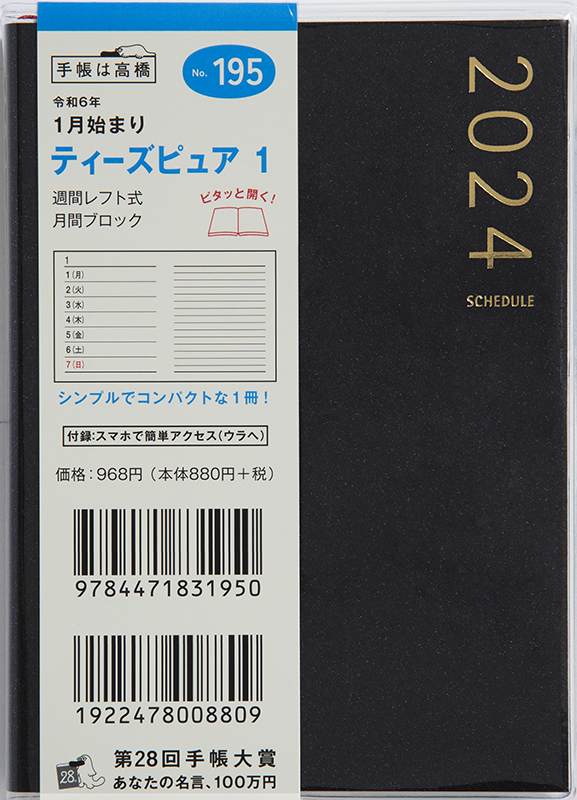 手帳は高橋
No. 195
令和6年
1月始まり
ティーズピュア 1
週間レフト式
月間ブロック
ピタッと開く!
1
1(月)
2(火)
3(水)
4(木)
5(金)
6(土)
7(日)
シンプルでコンパクトな1冊!
付録:スマホで簡単アクセス(ウラへ)
価格:968円(本体880円+税)
9784471831950
1922478008809
28
第28回手帳大賞
あなたの名言、100万円
2024
SCHEDULE